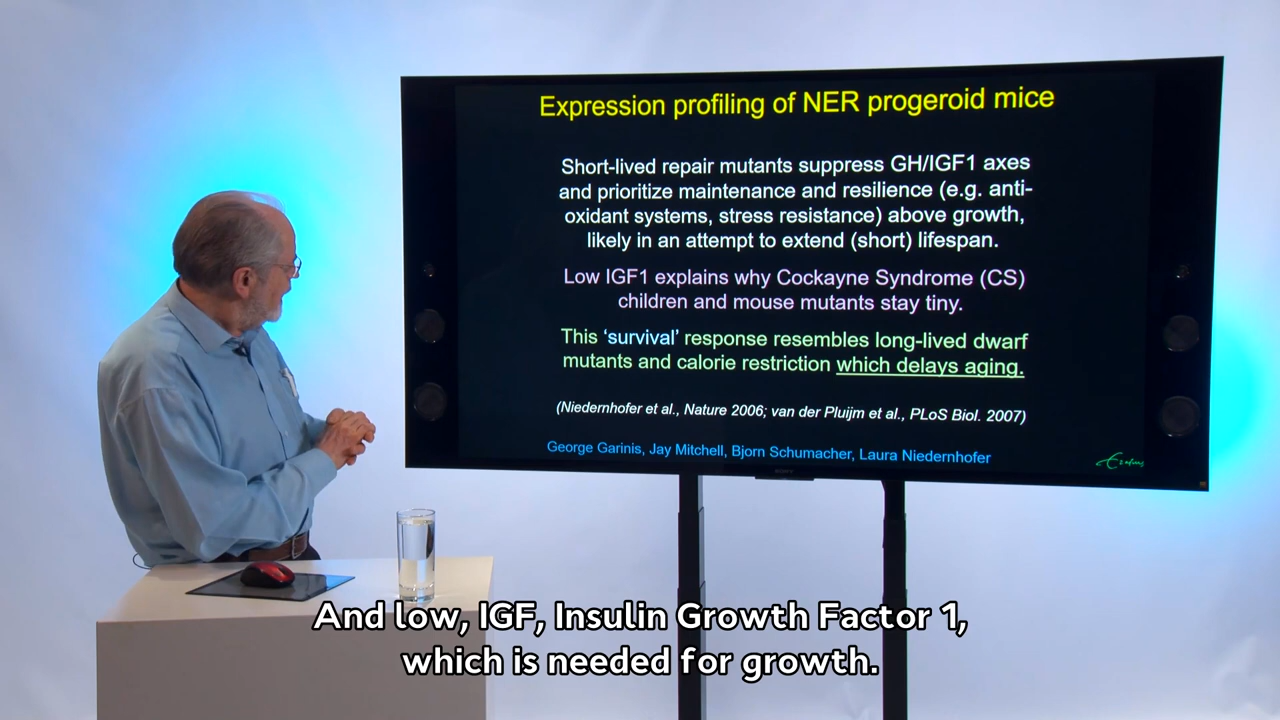 Expression profiling of NER progeroid mice
Short-lived repair mutants suppress GH/IGF1 axes
and prioritize maintenance and resilience (e.g. anti-
oxidant systems, stress resistance) above growth,
likely in an attempt to extend (short) lifespan.
Low IGF1 explains why Cockayne Syndrome (CS)
children and mouse mutants stay tiny.
This ‘survival’ response resembles long-lived dwarf
mutants and calorie restriction which delays aging.
(Niedernhofer et al., Nature 2006; van der Pluijm et al., PLoS Biol. 2007)
George Garinis, Jay Mitchell, Bjorn Schumacher, Laura Niedernhofer
Erasmus
SONY
And low, IGF, Insulin Growth Factor 1,
which is needed for growth.